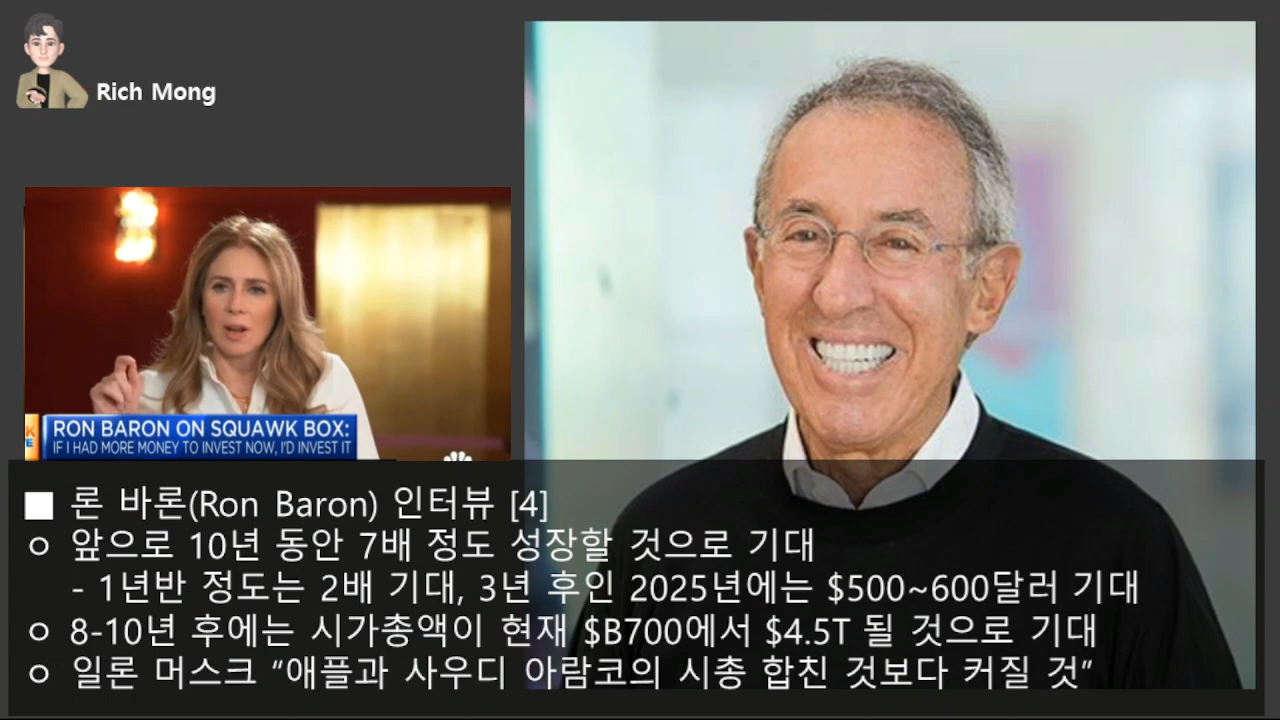 Rich Mong
RON BARON ON SQUAWK BOX:
IF I HAD MORE MONEY TO INVEST NOW, I'D INVEST IT
■ 론 바론(Ron Baron) 인터뷰 [4]
ㅇ 앞으로 10년 동안 7배 정도 성장할 것으로 기대
- 1년반 정도는 2배 기대, 3년 후인 2025년에는 $500~600달러 기대
ㅇ 8-10년 후에는 시가총액이 현재 $B700에서 $4.5T 될 것으로 기대
ㅇ 일론 머스크 “애플과 사우디 아람코의 시총 합친 것보다 커질 것”